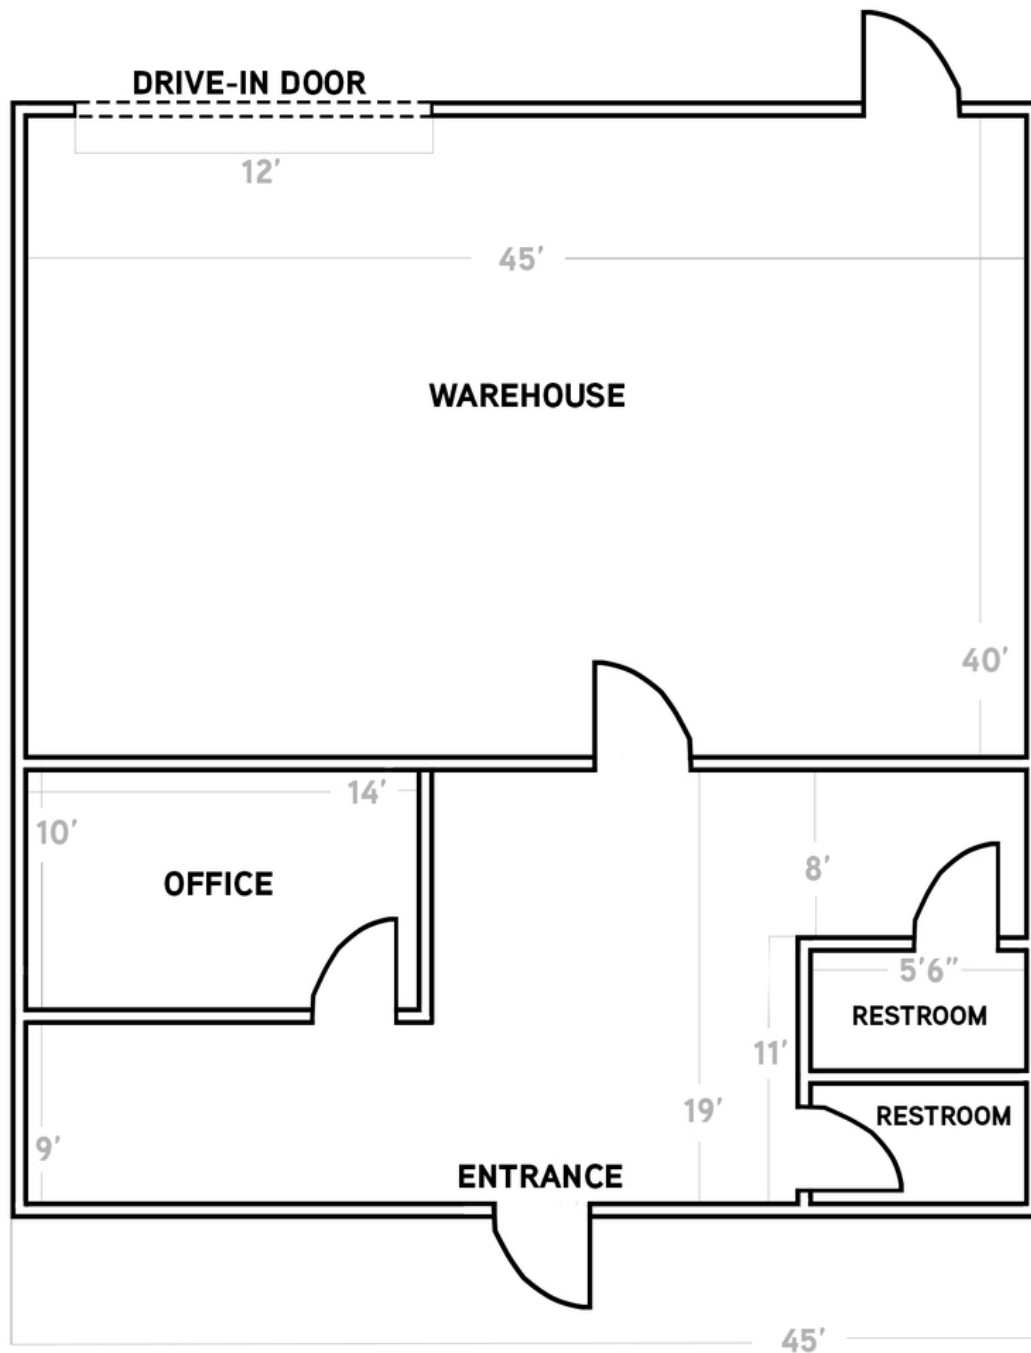 DRIVE-IN DOOR
12'
45'
WAREHOUSE
40'
14'
10'
OFFICE
8'
5'6"
RESTROOM
11'
19'
RESTROOM
9'
ENTRANCE
45'